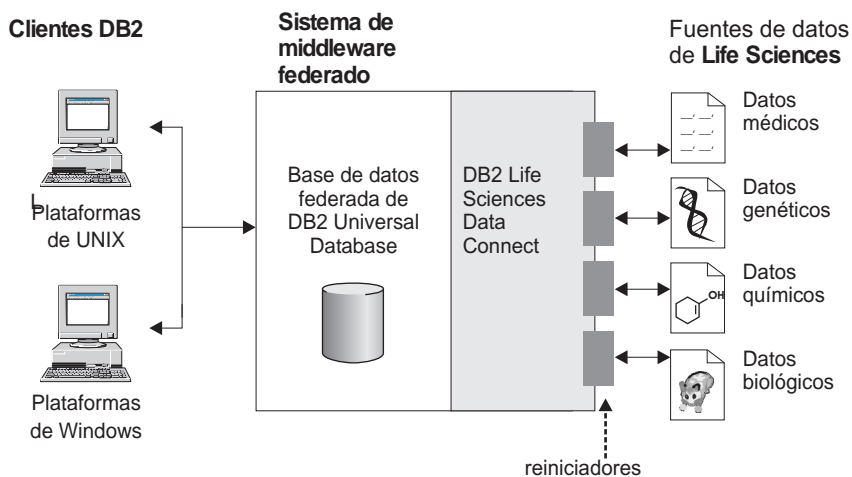 Clientes DB2
Sistema de
middleware
federado
Fuentes de datos
de Life Sciences
Plataformas
de UNIX
Plataformas
de Windows
Base de datos
federada de
DB2 Universal
Database
DB2 Life
Sciences
Data
Connect
Datos
médicos
Datos
genéticos
OH
Datos
químicos
Datos
biológicos
reiniciadores